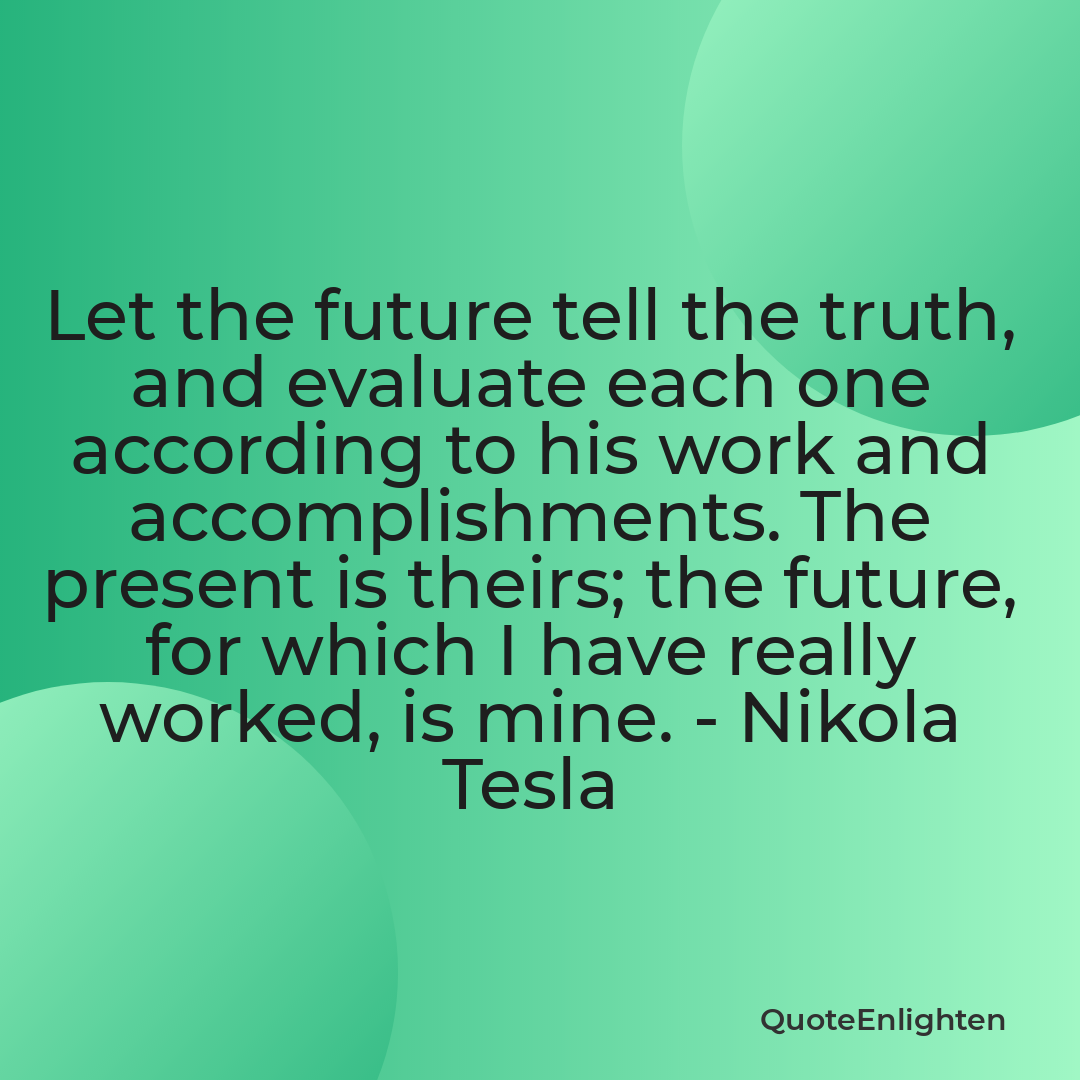 Let the future tell the truth,
and evaluate each one
according to his work and
accomplishments. The
present is theirs; the future,
for which I have really
worked, is mine. - Nikola
Tesla
QuoteEnlighten